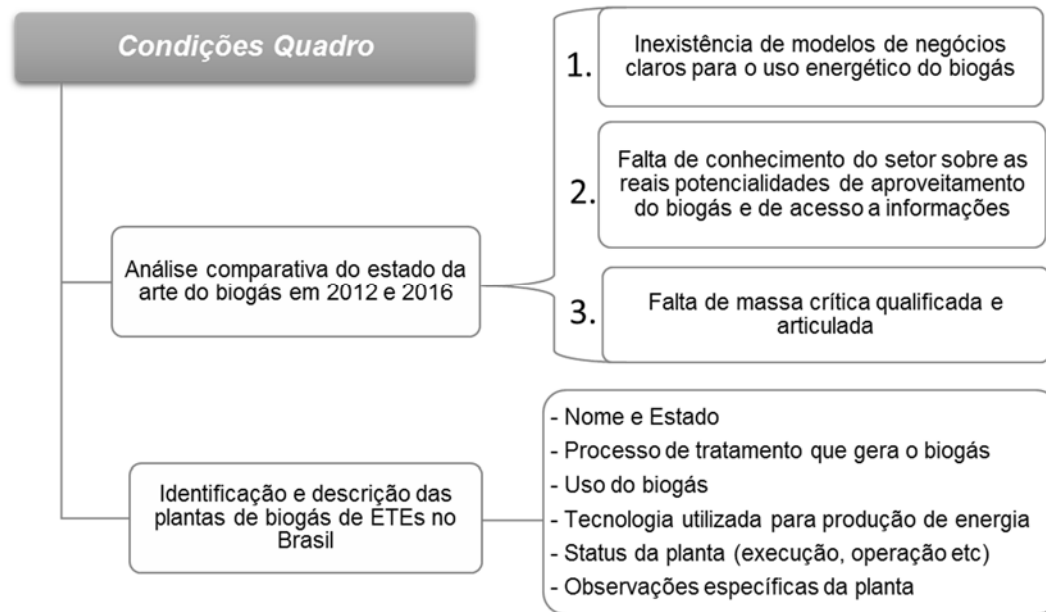 Condições Quadro
1.
Inexistência de modelos de negócios
claros para o uso energético do biogás
2.
Falta de conhecimento do setor sobre as
reais potencialidades de aproveitamento
do biogás e de acesso a informações
Análise comparativa do estado da
arte do biogás em 2012 e 2016
3.
Falta de massa crítica qualificada e
articulada
Identificação e descrição das
plantas de biogás de ETEs no
Brasil
- Nome e Estado
- Processo de tratamento que gera o biogás
- Uso do biogás
- Tecnologia utilizada para produção de energia
- Status da planta (execução, operação etc)
- Observações específicas da planta